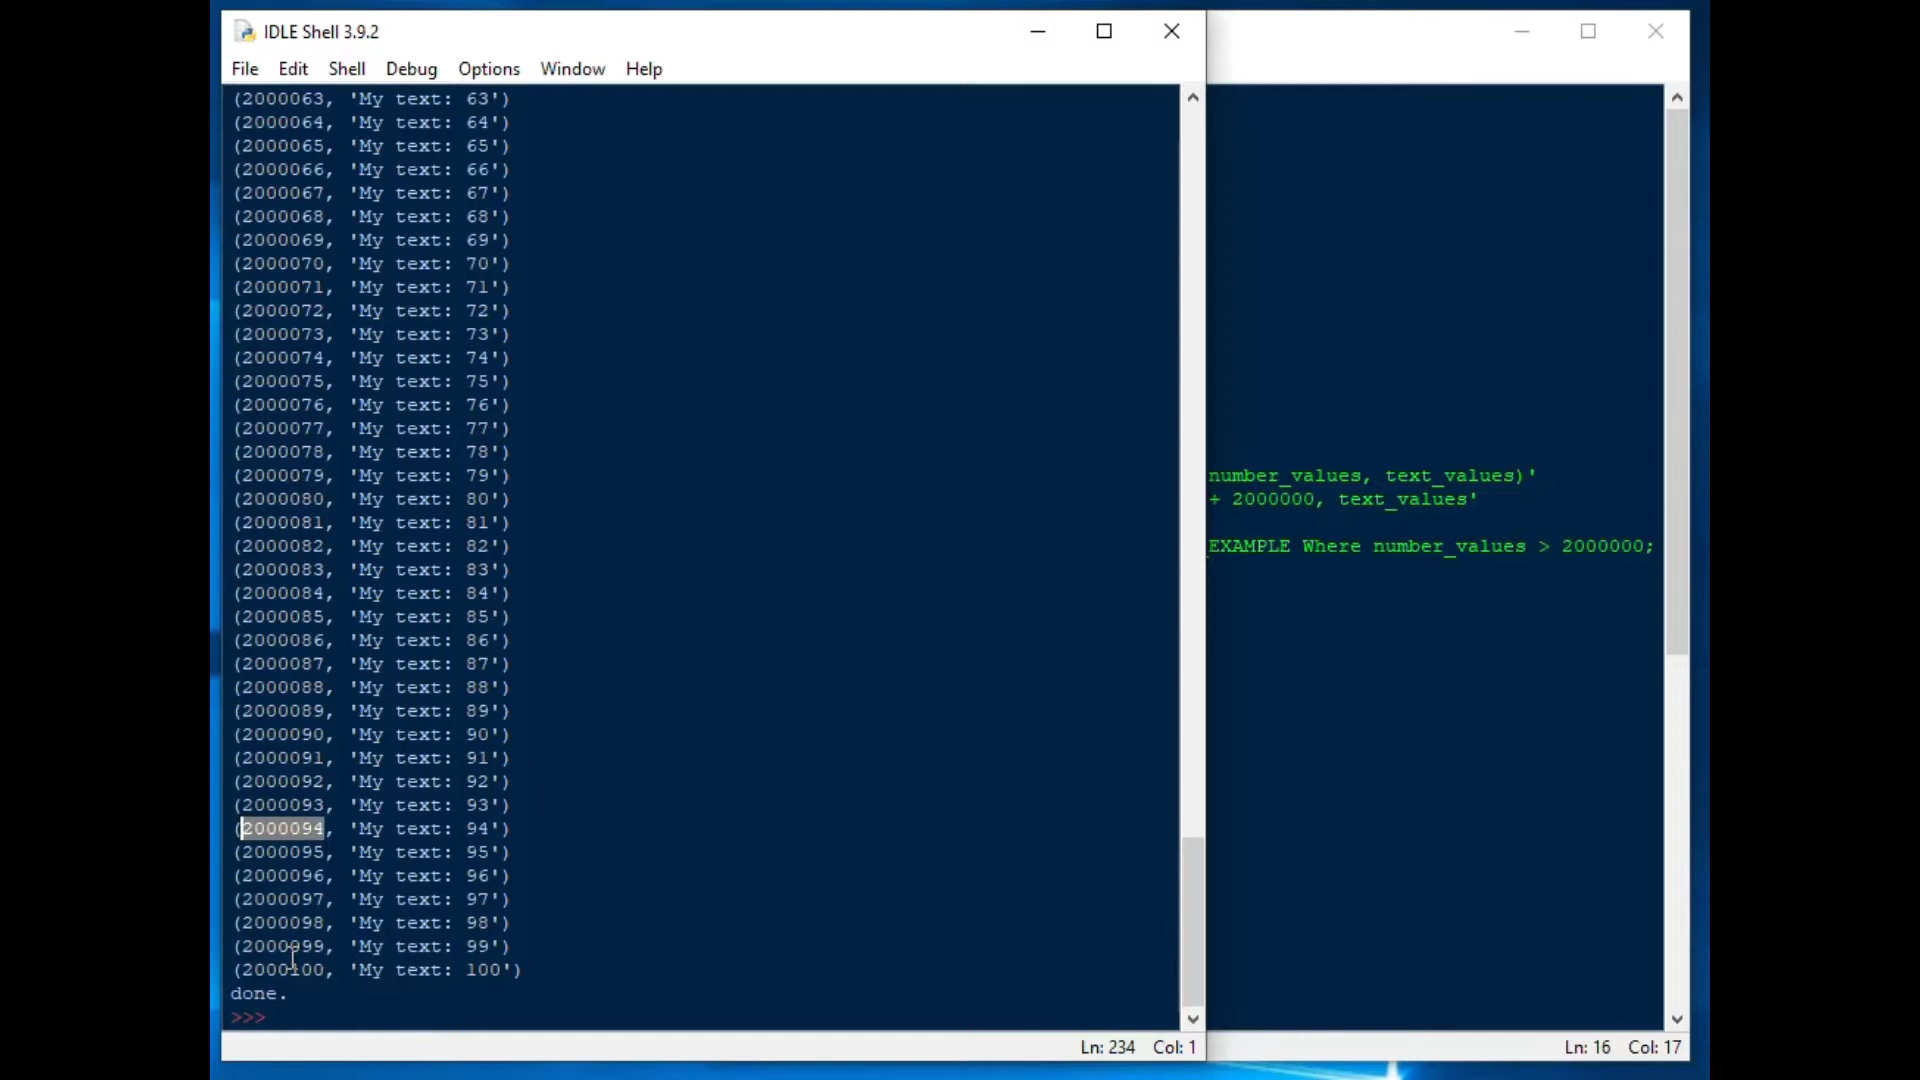 IDLE Shell 3.9.2
File Edit Shell Debug Options Window Help
(2000063, 'My text: 63')
(2000064, 'My text: 64')
(2000065, 'My text: 65')
(2000066, 'My text: 66')
(2000067, 'My text: 67')
(2000068, 'My text: 68')
(2000069, 'My text: 69')
(2000070, 'My text: 70')
(2000071, 'My text: 71')
(2000072, 'My text: 72')
(2000073, 'My text: 73')
(2000074, 'My text: 74')
(2000075, 'My text: 75')
(2000076, 'My text: 76')
(2000077, 'My text: 77')
(2000078, 'My text: 78')
(2000079, 'My text: 79')
(2000080, 'My text: 80')
(2000081, 'My text: 81')
(2000082, 'My text: 82')
(2000083, 'My text: 83')
(2000084, 'My text: 84')
(2000085, 'My text: 85')
(2000086, 'My text: 86')
(2000087, 'My text: 87')
(2000088, 'My text: 88')
(2000089, 'My text: 89')
(2000090, 'My text: 90')
(2000091, 'My text: 91')
(2000092, 'My text: 92')
(2000093, 'My text: 93')
(2000094, 'My text: 94')
(2000095, 'My text: 95')
(2000096, 'My text: 96')
(2000097, 'My text: 97')
(2000098, 'My text: 98')
(2000099, 'My text: 99')
(2000100, 'My text: 100')
done.
>>>
Ln: 234 Col: 1
number_values, text_values)'
+ 2000000, text_values'
_EXAMPLE Where number_values > 2000000;
Ln: 16 Col: 17